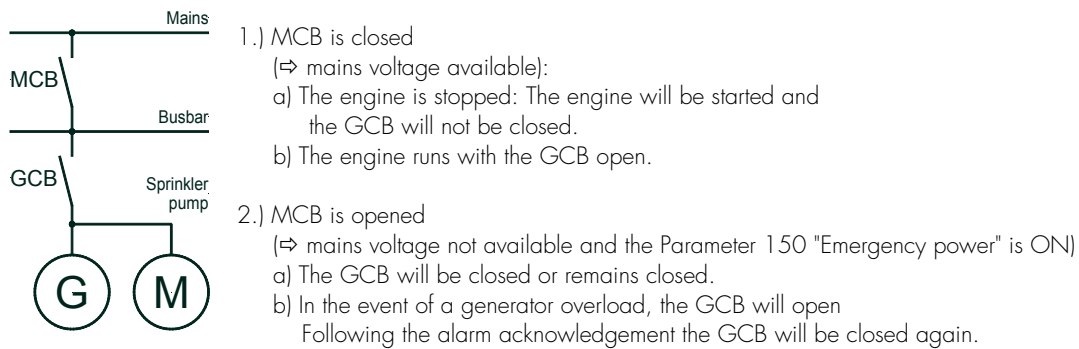 Mains
MCB
Busbar
GCB
Sprinkler
pump
G
M
1.) MCB is closed
(⇨ mains voltage available):
a) The engine is stopped: The engine will be started and
the GCB will not be closed.
b) The engine runs with the GCB open.
2.) MCB is opened
(⇨ mains voltage not available and the Parameter 150 "Emergency power" is ON)
a) The GCB will be closed or remains closed.
b) In the event of a generator overload, the GCB will open
Following the alarm acknowledgement the GCB will be closed again.